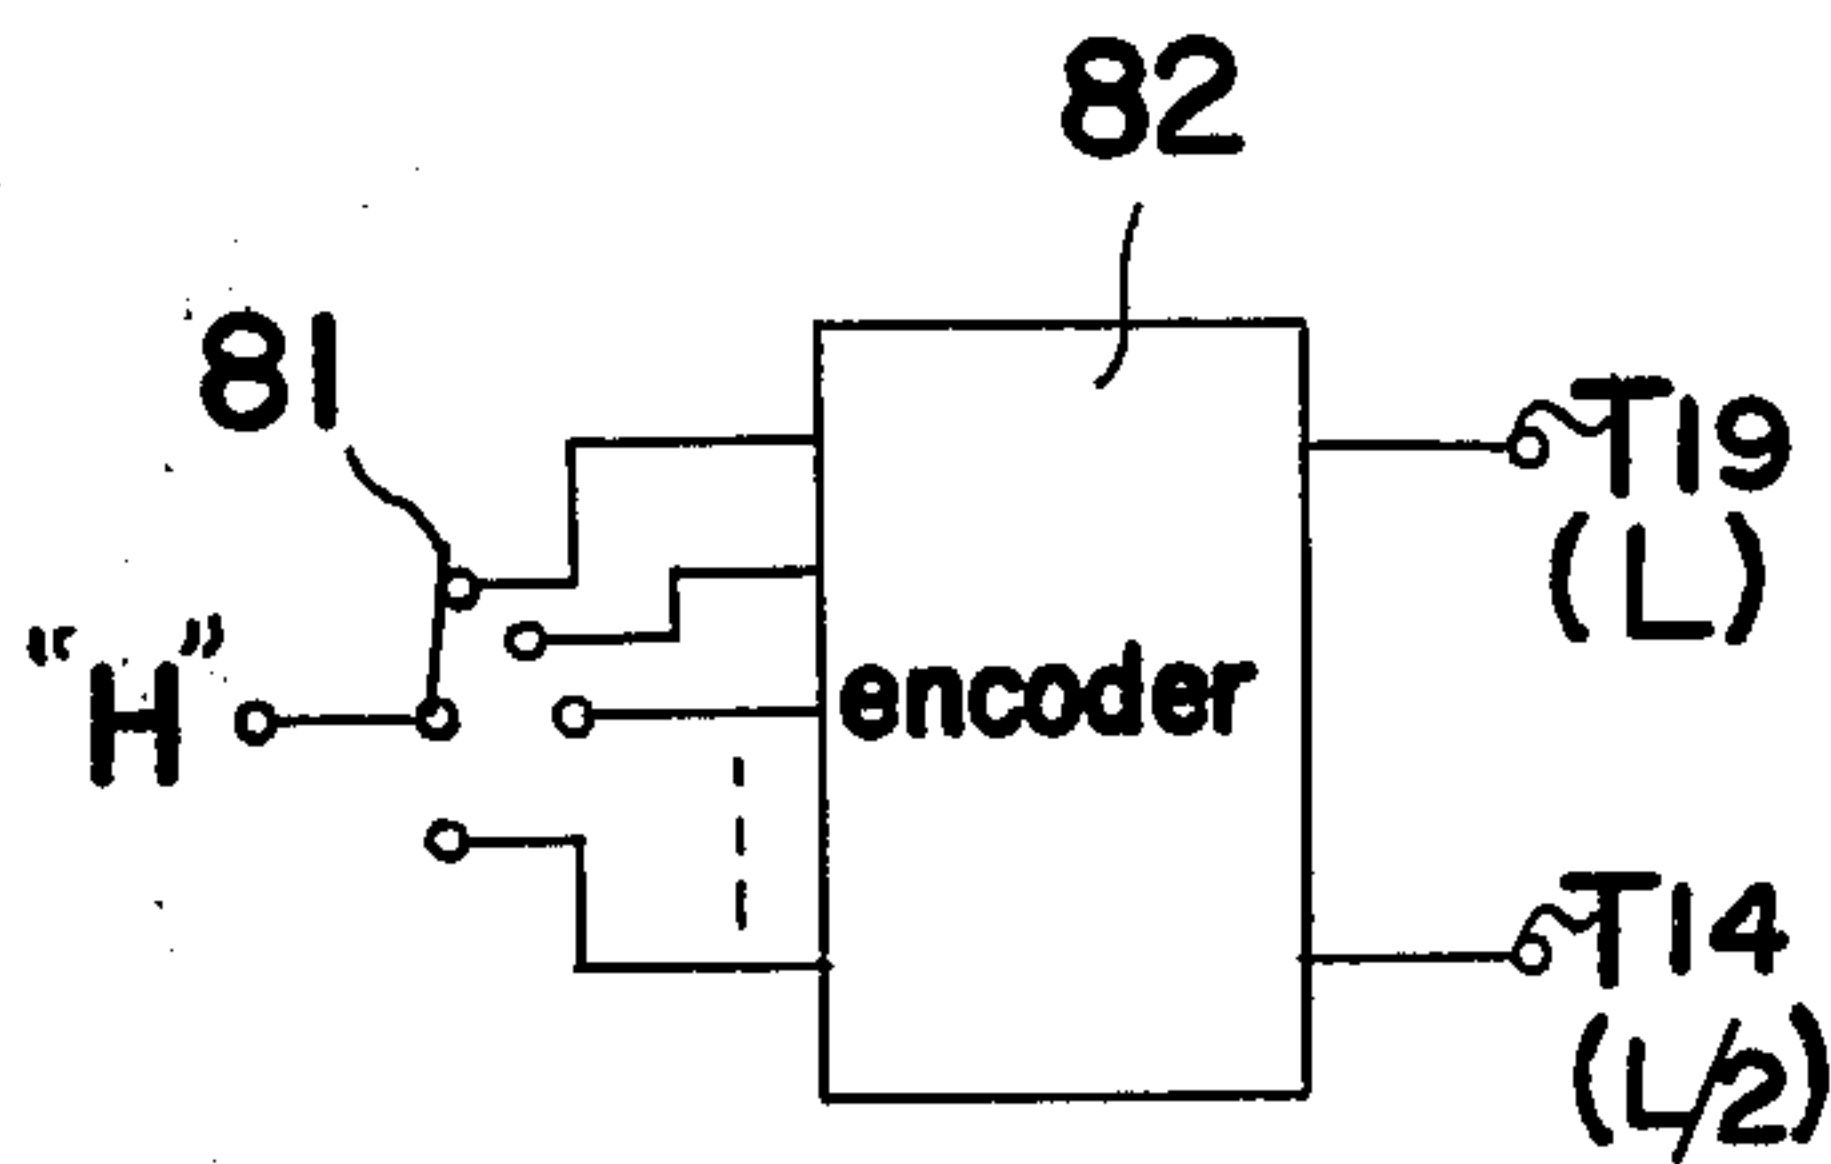 82
81
T19
(L)
"H"
encoder
T14
(L/2)